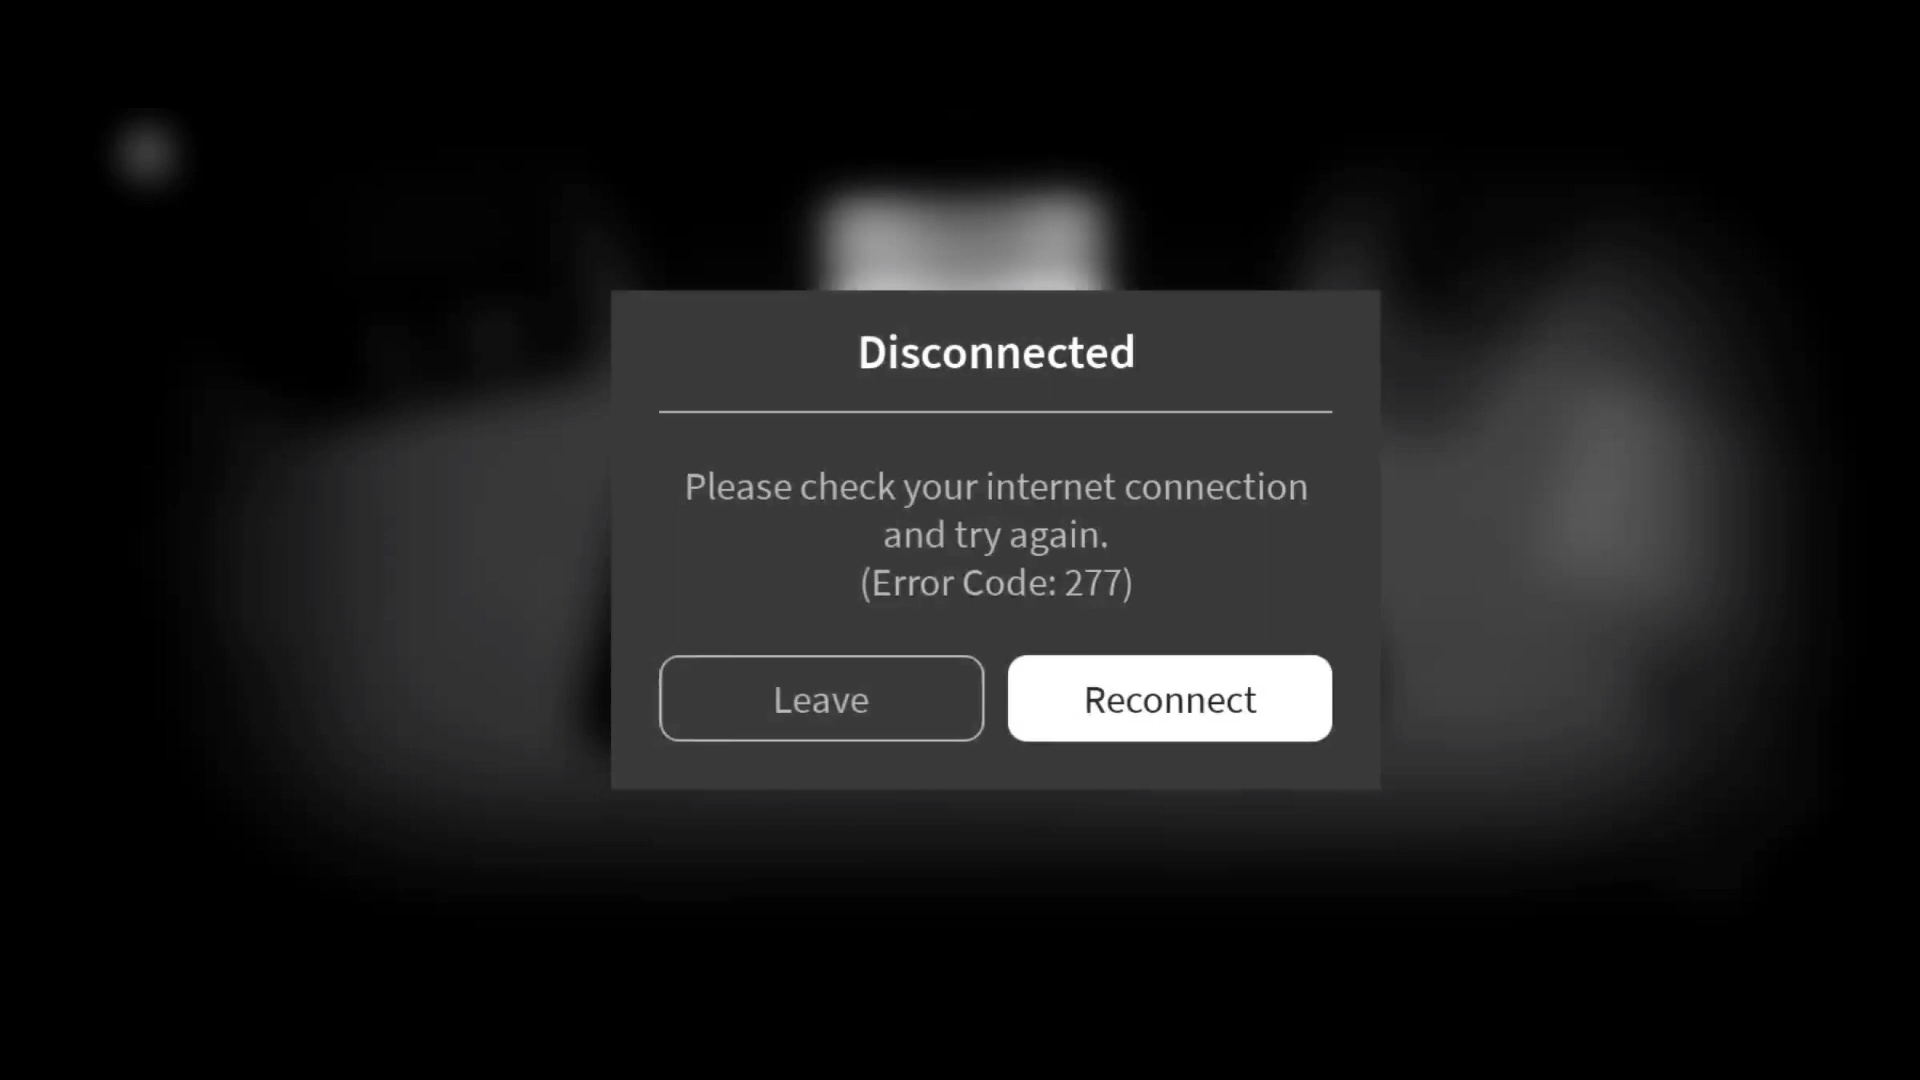 Disconnected
Please check your internet connection
and try again.
(Error Code: 277)
Leave
Reconnect